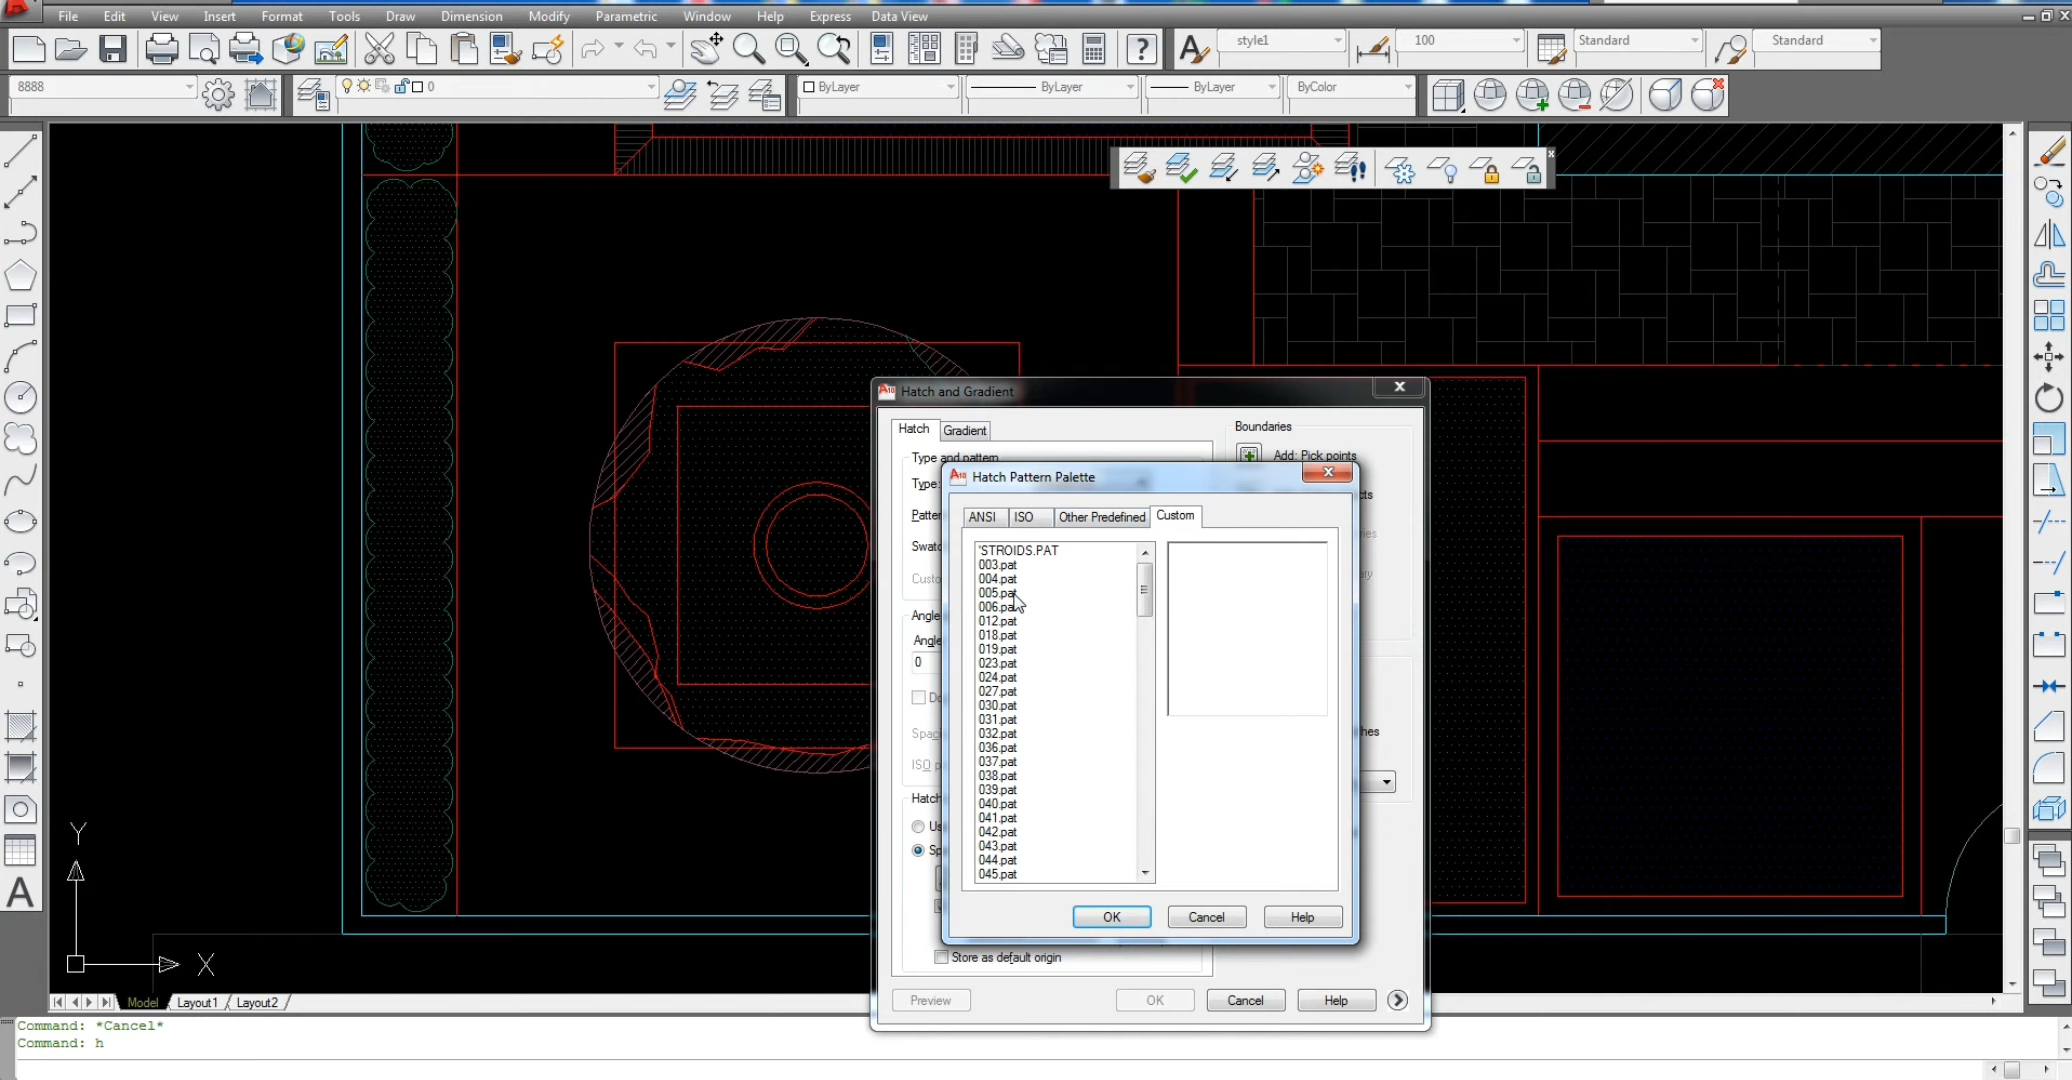 File Edit View Insert Format Tools Draw Dimension Modify Parametric Window Help Express Data View
style1 100 Standard Standard
8888 0 ByLayer ByLayer ByLayer ByColor
Hatch and Gradient
Hatch Gradient
Boundaries
Type and pattern
Add: Pick points
Hatch Pattern Palette
Type:
ANSI ISO Other Predefined Custom
'STROIDS.PAT
003.pat
004.pat
005.pat
006.pat
012.pat
018.pat
019.pat
023.pat
024.pat
027.pat
030.pat
031.pat
032.pat
036.pat
037.pat
038.pat
039.pat
040.pat
041.pat
042.pat
043.pat
044.pat
045.pat
Angle
Angle
0
ISO
Hatch
OK Cancel Help
Store as default origin
Preview OK Cancel Help
Y
X
Model Layout1 Layout2
Command: *Cancel*
Command: h